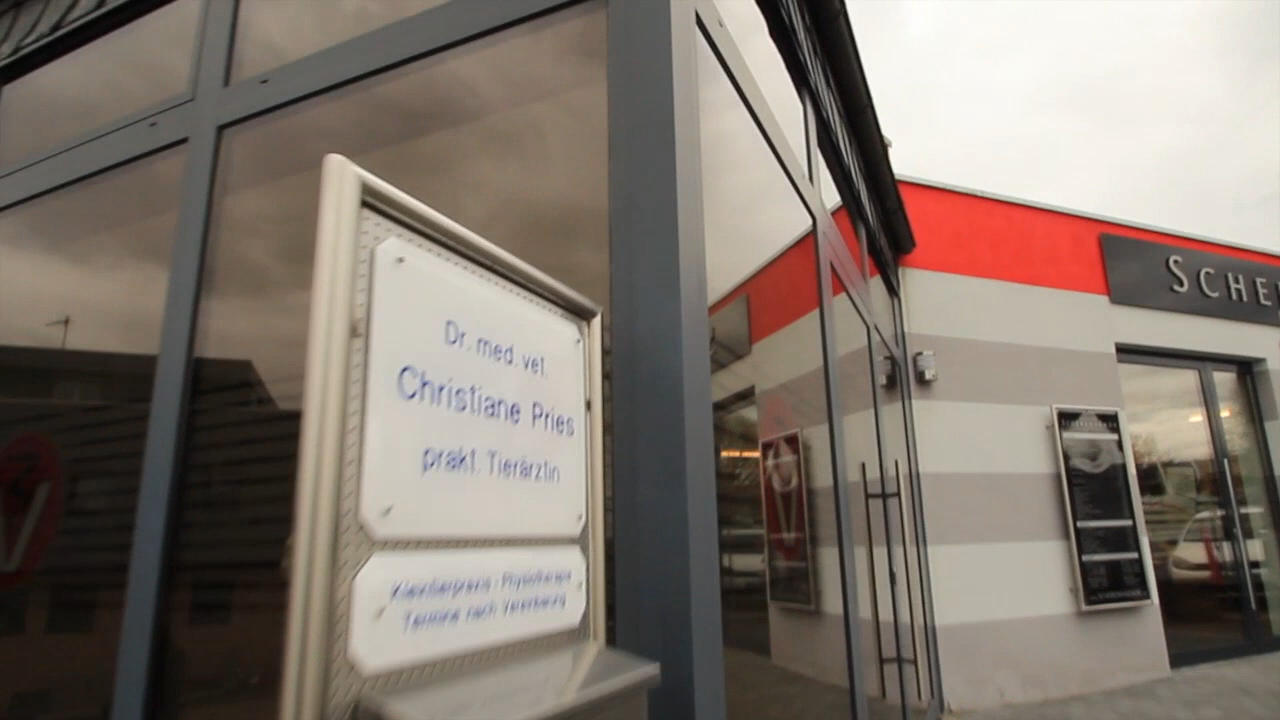 Dr. med. vet.
Christiane Pries
prakt. Tierärztin
Kleintierpraxis - Physiotherapie
Termine nach Vereinbarung
SCHE